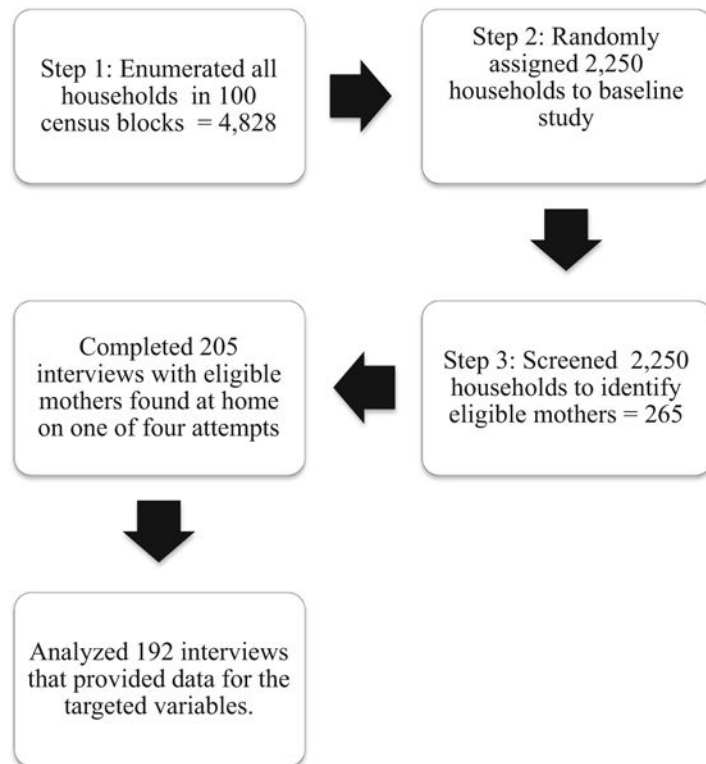 Step 1: Enumerated all
households in 100
census blocks = 4,828
Step 2: Randomly
assigned 2,250
households to baseline
study
Step 3: Screened 2,250
households to identify
eligible mothers = 265
Completed 205
interviews with eligible
mothers found at home
on one of four attempts
Analyzed 192 interviews
that provided data for the
targeted variables.